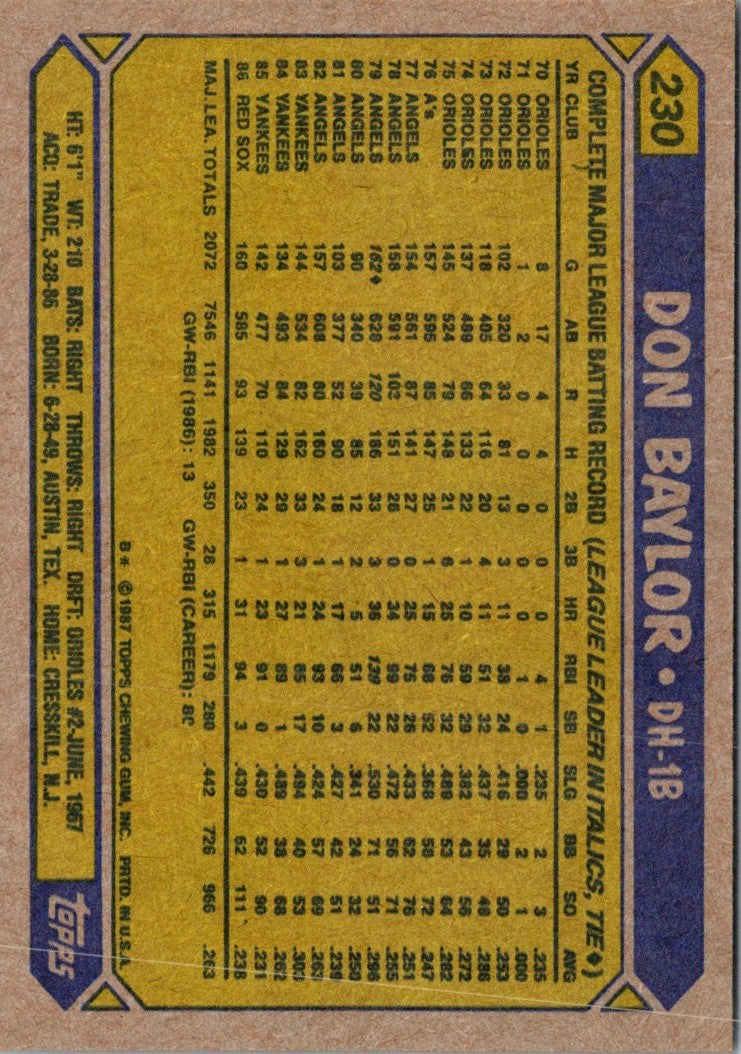 230
DON BAYLOR • DH-1B
COMPLETE MAJOR LEAGUE BATTING RECORD (LEAGUE LEADER IN ITALICS, TIE♦)
YR CLUB G AB R H 2B 3B HR RBI SB SLG BB SO AVG
70 ORIOLES 8 17 4 4 0 0 0 4 1 .235 2 3 .235
71 ORIOLES 1 2 0 0 0 0 0 1 0 .000 2 1 .000
72 ORIOLES 102 320 33 81 13 3 11 38 24 .416 29 50 .253
73 ORIOLES 118 405 64 116 20 4 11 51 32 .437 35 48 .286
74 ORIOLES 137 489 66 133 22 1 10 59 29 .382 43 56 .272
75 ORIOLES 145 524 79 148 21 6 25 76 32 .489 53 64 .282
76 A's 157 595 85 147 25 1 15 68 52 .368 58 72 .247
77 ANGELS 154 561 87 141 27 0 25 75 26 .433 62 76 .251
78 ANGELS 158 591 103 151 26 0 34 99 22 .472 56 71 .255
79 ANGELS 162♦ 628 120 186 33 3 36 139 22 .530 71 51 .296
80 ANGELS 90 340 39 85 12 2 5 51 6 .341 24 32 .250
81 ANGELS 103 377 52 90 18 1 17 66 3 .427 42 51 .239
82 ANGELS 157 608 80 160 24 1 24 93 10 .424 57 69 .263
83 YANKEES 144 534 82 162 33 3 21 85 17 .494 40 53 .303
84 YANKEES 134 493 84 129 29 1 27 89 1 .489 38 68 .262
85 YANKEES 142 477 70 110 24 1 23 91 0 .430 52 90 .231
86 RED SOX 160 585 93 139 23 1 31 94 3 .439 62 111 .238
MAJ. LEA. TOTALS 2072 7546 1141 1982 350 28 315 1179 280 .442 726 966 .263
GW-RBI (1986): 13 GW-RBI (CAREER):
B* ©1987 TOPPS CHEWING GUM, INC. PRTD. IN U.S.A.
HT: 6'1" WT: 210 BATS: RIGHT THROWS: RIGHT DRFT: ORIOLES #2-JUNE, 1967
ACQ: TRADE, 3-28-86 BORN: 6-28-49, AUSTIN, TEX. HOME: CRESSKILL, N.J.
topps